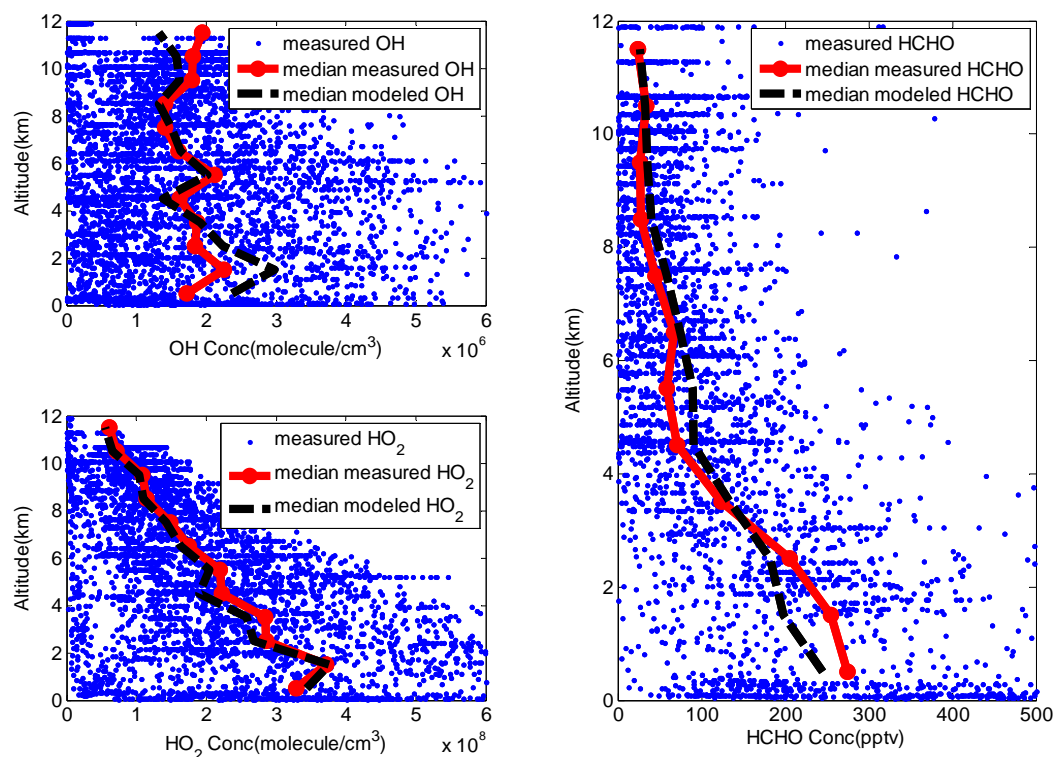 12
10
8
6
4
2
0
Altitude(km)
0 1 2 3 4 5 6
OH Conc(molecule/cm³)
x 10⁶
measured OH
median measured OH
median modeled OH
12
10
8
6
4
2
0
Altitude(km)
0 1 2 3 4 5 6
HO₂ Conc(molecule/cm³)
x 10⁸
measured HO₂
median measured HO₂
median modeled HO₂
12
10
8
6
4
2
0
Altitude(km)
0 100 200 300 400 500
HCHO Conc(pptv)
measured HCHO
median measured HCHO
median modeled HCHO